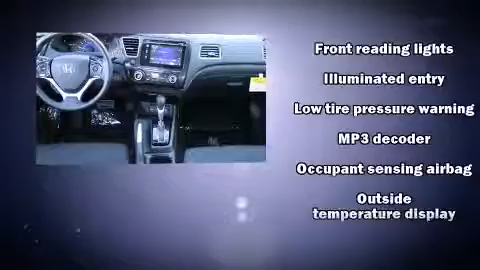 Front reading lights
Illuminated entry
Low tire pressure warning
MP3 decoder
Occupant sensing airbag
Outside
temperature display